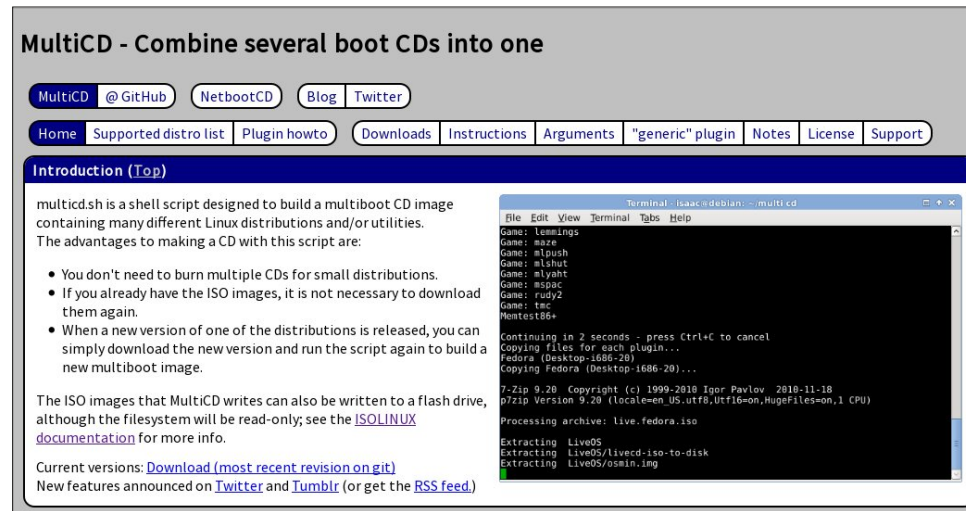 MultiCD - Combine several boot CDs into one
MultiCD @ GitHub NetbootCD Blog Twitter
Home Supported distro list Plugin howto Downloads Instructions Arguments "generic" plugin Notes License Support
Introduction (Top)
multicd.sh is a shell script designed to build a multiboot CD image
containing many different Linux distributions and/or utilities.
The advantages to making a CD with this script are:
• You don't need to burn multiple CDs for small distributions.
• If you already have the ISO images, it is not necessary to download
them again.
• When a new version of one of the distributions is released, you can
simply download the new version and run the script again to build a
new multiboot image.
The ISO images that MultiCD writes can also be written to a flash drive,
although the filesystem will be read-only; see the ISOLINUX
documentation for more info.
Current versions: Download (most recent revision on git)
New features announced on Twitter and Tumblr (or get the RSS feed.)
Terminal - isaac@debian: ~/multicd
File Edit View Terminal Tabs Help
Game: lemmings
Game: maze
Game: mlpush
Game: mlshut
Game: mlyaht
Game: mspac
Game: rudy2
Game: tmc
Memtest86+
Continuing in 2 seconds - press Ctrl+C to cancel
Copying files for each plugin...
Fedora (Desktop-i686-20)
Copying Fedora (Desktop-i686-20)...
7-Zip 9.20 Copyright (c) 1999-2010 Igor Pavlov 2010-11-18
p7zip Version 9.20 (locale=en_US.utf8,Utf16=on,HugeFiles=on,1 CPU)
Processing archive: live.fedora.iso
Extracting LiveOS
Extracting LiveOS/livecd-iso-to-disk
Extracting LiveOS/osmin.img